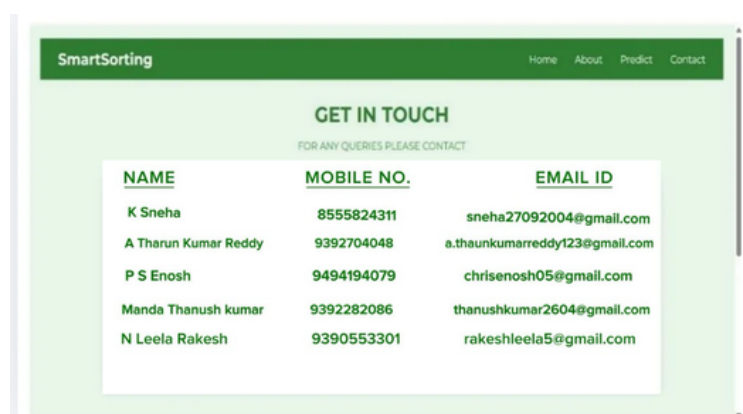 SmartSorting Home About Predict Contact
GET IN TOUCH
FOR ANY QUERIES PLEASE CONTACT
NAME MOBILE NO. EMAIL ID
K Sneha 8555824311 sneha27092004@gmail.com
A Tharun Kumar Reddy 9392704048 a.thaunkumarreddy123@gmail.com
P S Enosh 9494194079 chrisenosh05@gmail.com
Manda Thanush kumar 9392282086 thanushkumar2604@gmail.com
N Leela Rakesh 9390553301 rakeshleela5@gmail.com